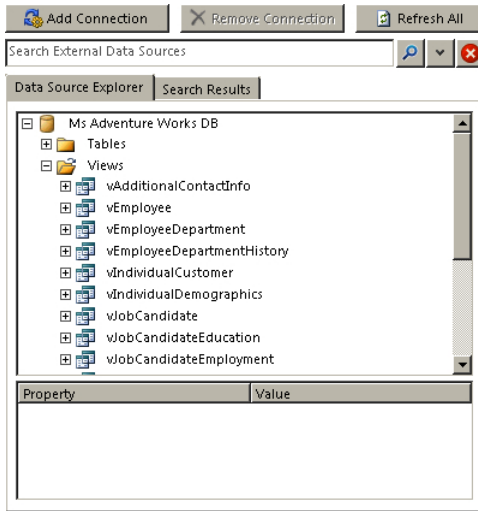 Add Connection Remove Connection Refresh All
Search External Data Sources
Data Source Explorer Search Results
Ms Adventure Works DB
Tables
Views
vAdditionalContactInfo
vEmployee
vEmployeeDepartment
vEmployeeDepartmentHistory
vIndividualCustomer
vIndividualDemographics
vJobCandidate
vJobCandidateEducation
vJobCandidateEmployment
Property Value